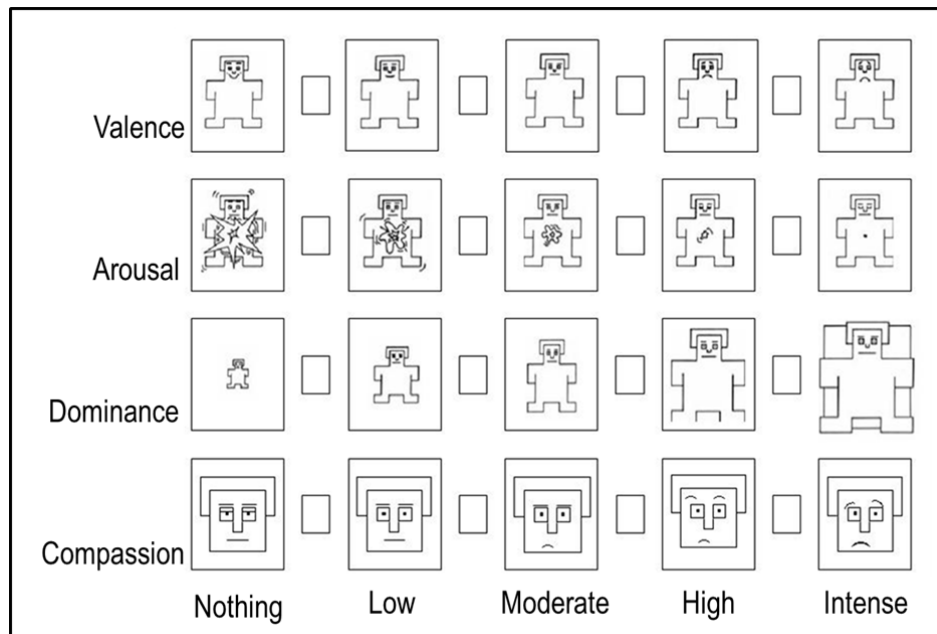 Valence
Arousal
Dominance
Compassion
Nothing Low Moderate High Intense